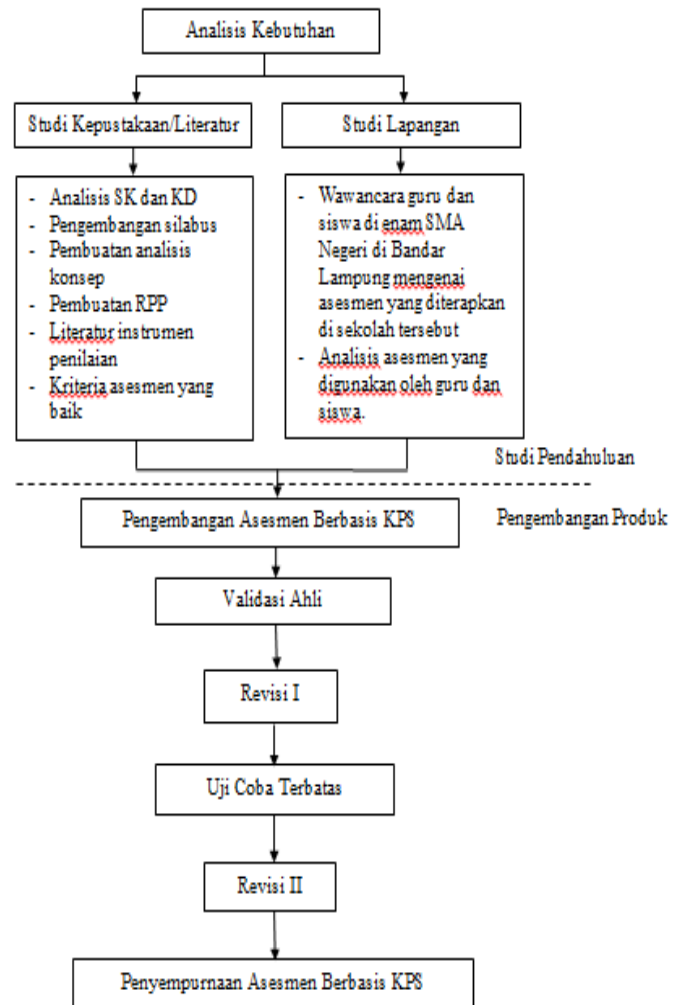 Analisis Kebutuhan
Studi Kepustakaan/Literatur
Studi Lapangan
- Analisis SK dan KD
- Pengembangan silabus
- Pembuatan analisis
konsep
- Pembuatan RPP
- Literatur instrumen
penilaian
- Kriteria asesmen yang
baik
- Wawancara guru dan
siswa di enam SMA
Negeri di Bandar
Lampung mengenai
asesmen yang diterapkan
di sekolah tersebut
- Analisis asesmen yang
digunakan oleh guru dan
siswa.
Studi Pendahuluan
Pengembangan Asesmen Berbasis KPS
Pengembangan Produk
Validasi Ahli
Revisi I
Uji Coba Terbatas
Revisi II
Penyempurnaan Asesmen Berbasis KPS